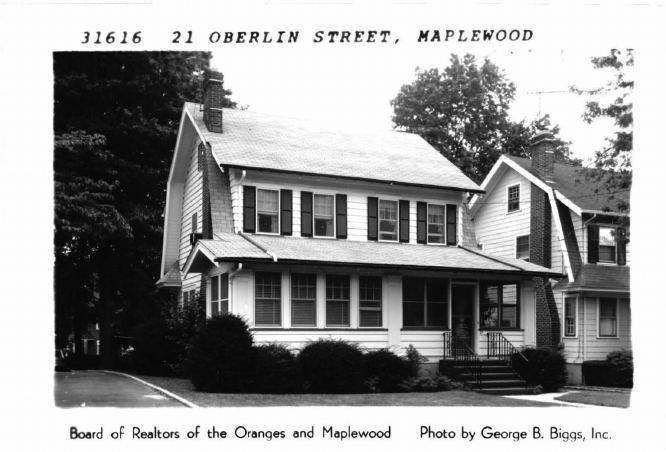 31616 21 OBERLIN STREET, MAPLEWOOD
Board of Realtors of the Oranges and Maplewood Photo by George B. Biggs, Inc.